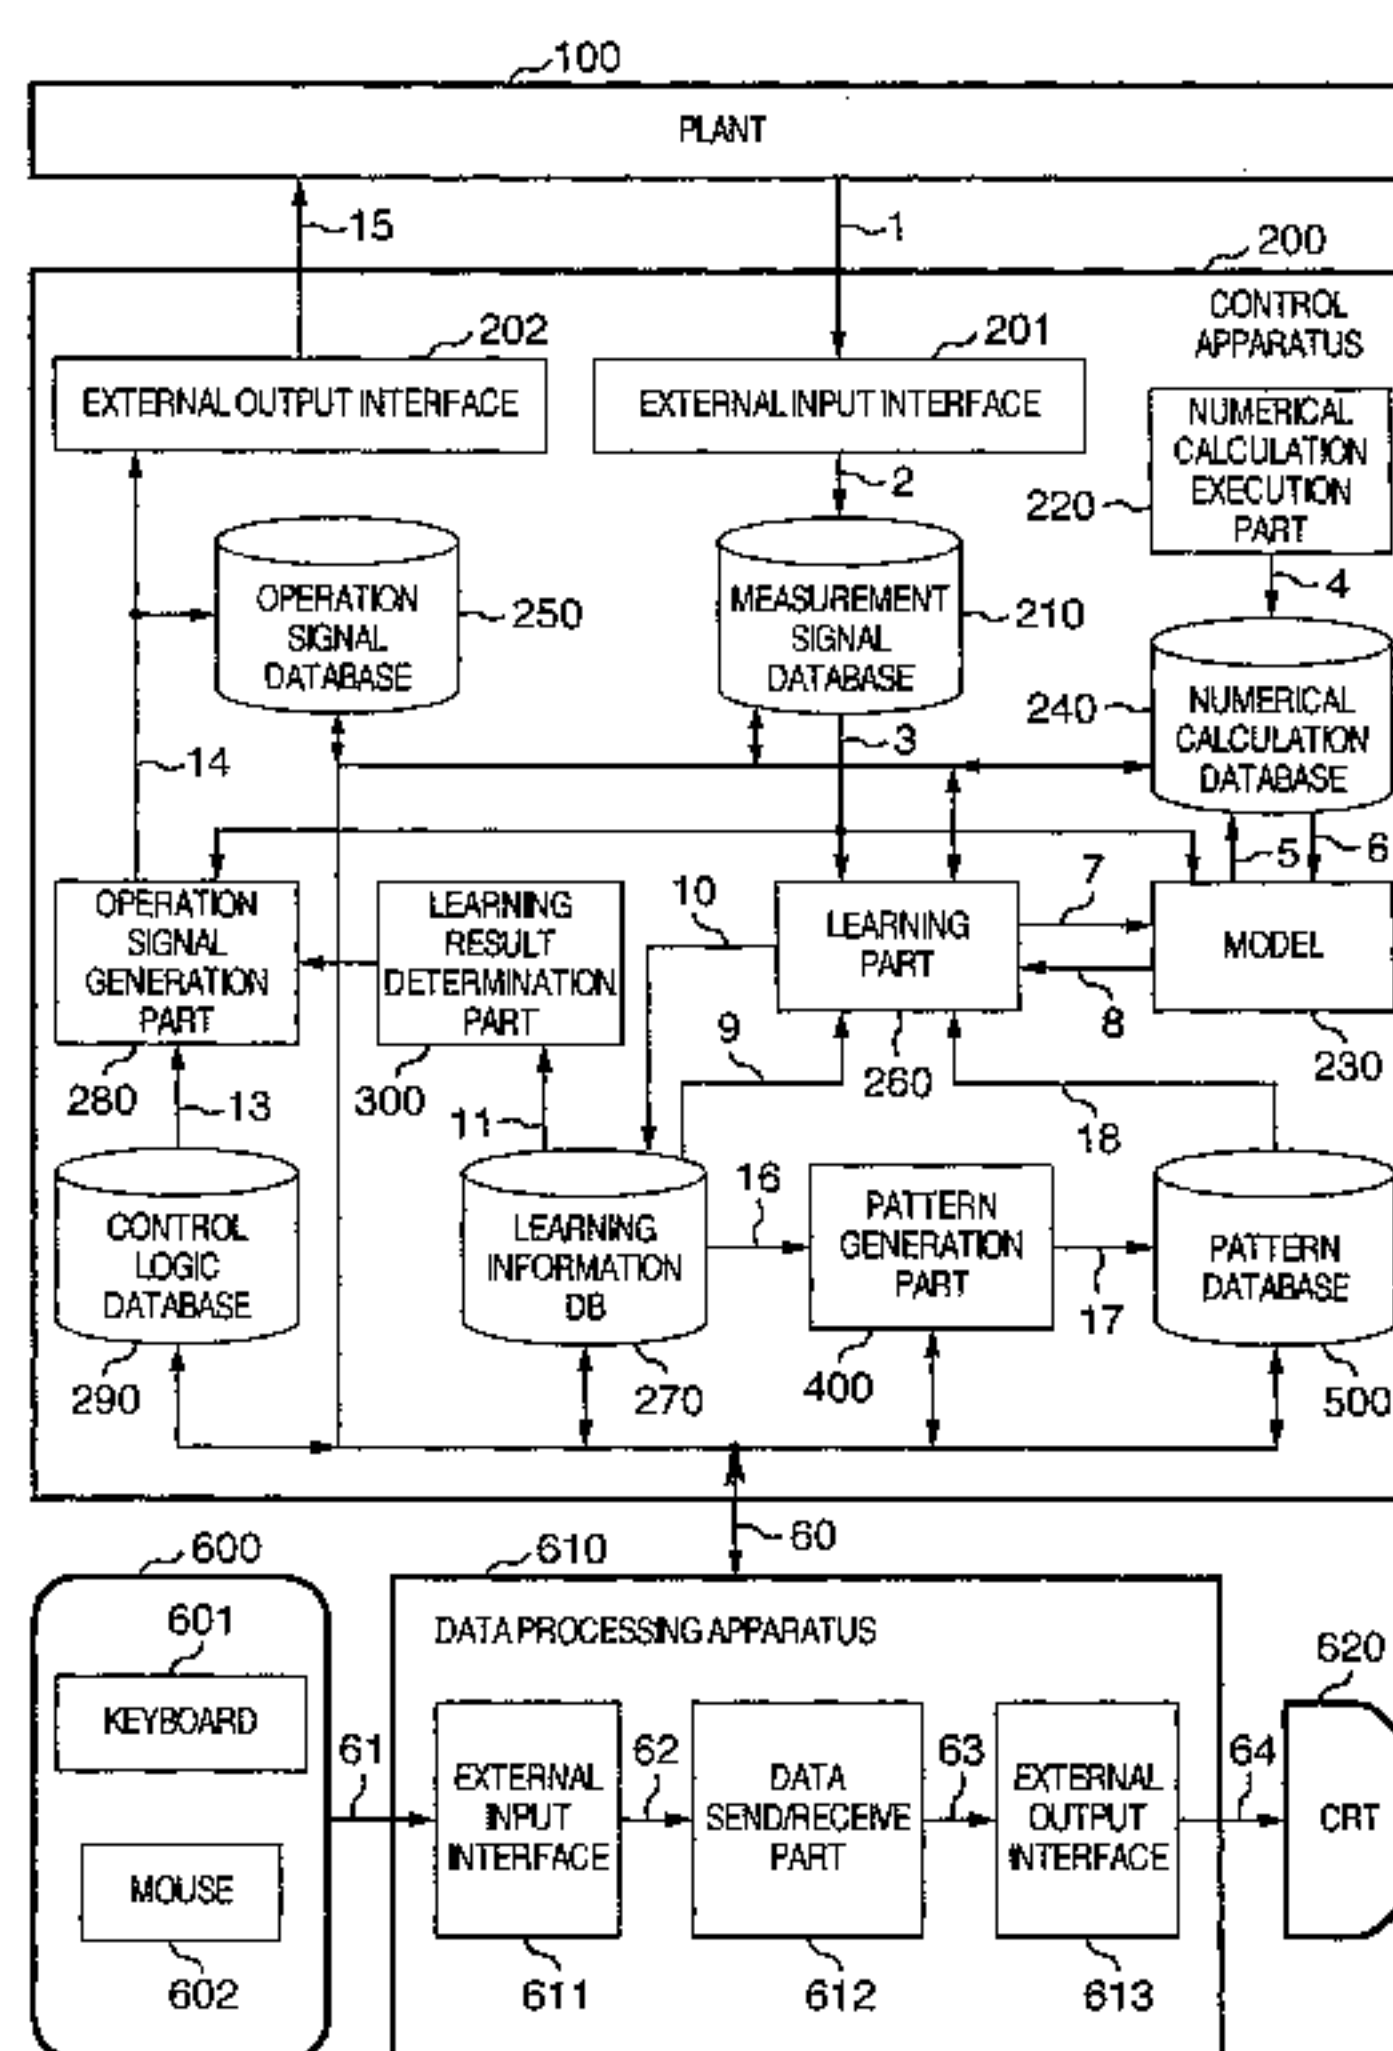 100
PLANT
15
1
200
CONTROL
APPARATUS
202
201
EXTERNAL OUTPUT INTERFACE
EXTERNAL INPUT INTERFACE
NUMERICAL
CALCULATION
EXECUTION
PART
220
2
4
OPERATION
SIGNAL
DATABASE
250
MEASUREMENT
SIGNAL
DATABASE
210
240
NUMERICAL
CALCULATION
DATABASE
14
3
5
6
OPERATION
SIGNAL
GENERATION
PART
LEARNING
RESULT
DETERMINATION
PART
10
LEARNING
PART
7
MODEL
8
9
280
13
300
11
260
18
230
CONTROL
LOGIC
DATABASE
LEARNING
INFORMATION
DB
16
PATTERN
GENERATION
PART
17
PATTERN
DATABASE
290
270
400
500
60
600
610
601
KEYBOARD
DATA PROCESSING APPARATUS
620
61
EXTERNAL
INPUT
INTERFACE
62
DATA
SEND/RECEIVE
PART
63
EXTERNAL
OUTPUT
INTERFACE
64
CRT
MOUSE
602
611
612
613